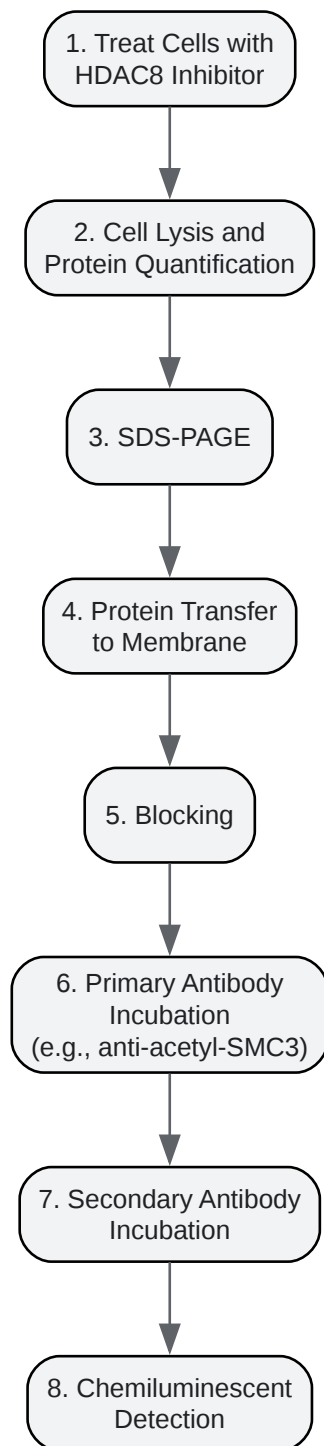 1. Treat Cells with
HDAC8 Inhibitor
2. Cell Lysis and
Protein Quantification
3. SDS-PAGE
4. Protein Transfer
to Membrane
5. Blocking
6. Primary Antibody
Incubation
(e.g., anti-acetyl-SMC3)
7. Secondary Antibody
Incubation
8. Chemiluminescent
Detection